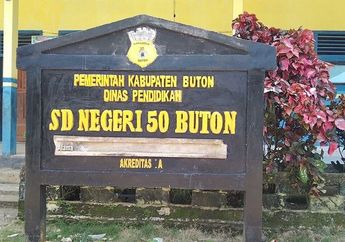 PEMERINTAH KABUPATEN BUTON
DINAS PENDIDIKAN
SD NEGERI 50 BUTON
AKREDITAS : A